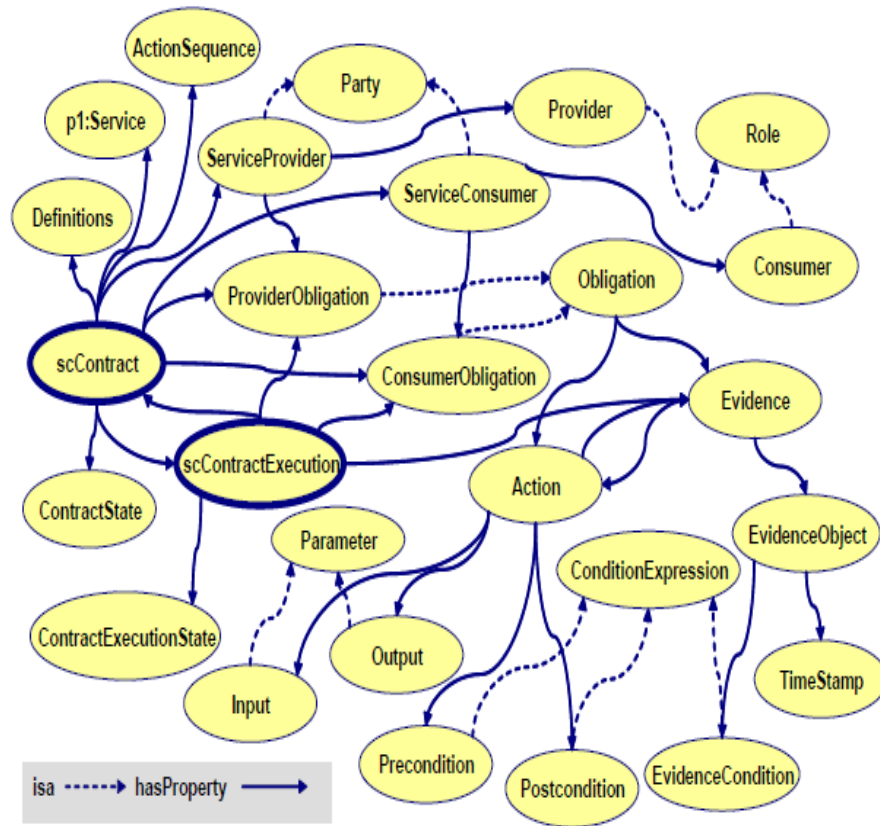 ActionSequence
Party
p1:Service
Provider
Role
ServiceProvider
ServiceConsumer
Definitions
Consumer
ProviderObligation
Obligation
scContract
ConsumerObligation
Evidence
scContractExecution
Action
ContractState
Parameter
EvidenceObject
ConditionExpression
ContractExecutionState
Output
TimeStamp
Input
Precondition
Postcondition
EvidenceCondition
isa hasProperty